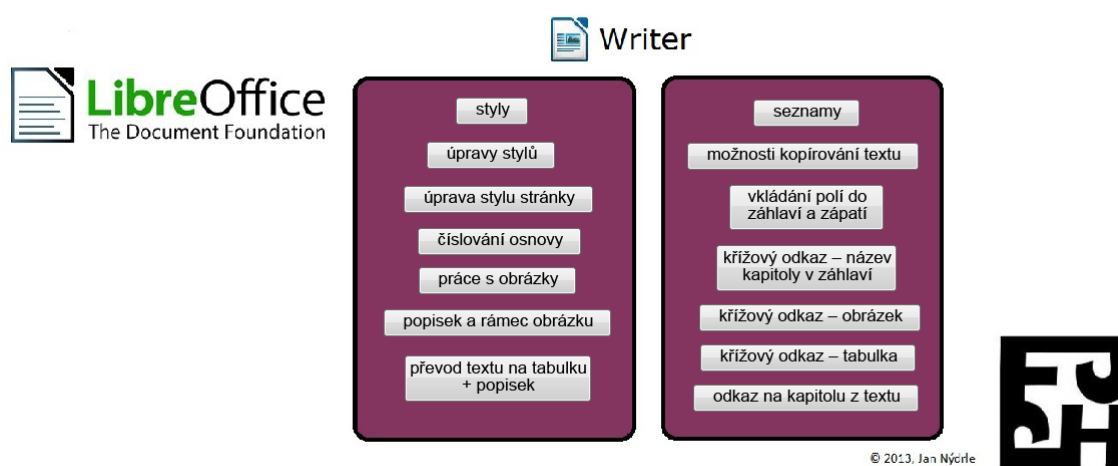 Writer
LibreOffice
The Document Foundation
styly
úpravy stylů
úprava stylu stránky
číslování osnovy
práce s obrázky
popisek a rámec obrázku
převod textu na tabulku
+ popisek
seznamy
možnosti kopírování textu
vkládání polí do
záhlaví a zápatí
křížový odkaz – název
kapitoly v záhlaví
křížový odkaz – obrázek
křížový odkaz – tabulka
odkaz na kapitolu z textu
© 2013, Jan Nýdrle